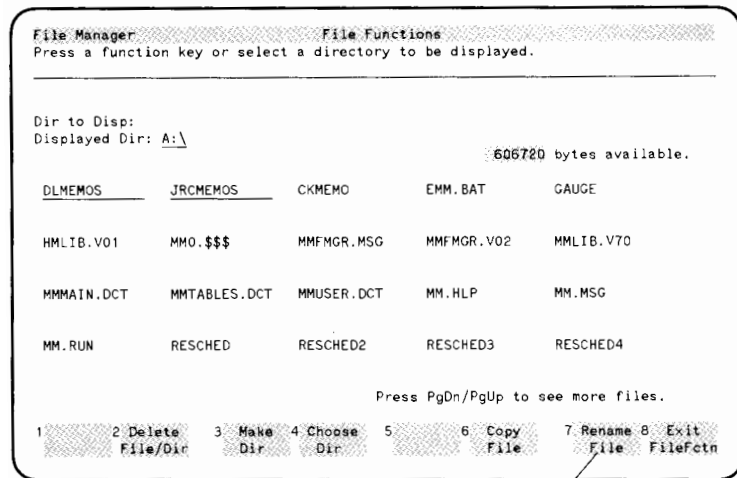 File Manager File Functions
Press a function key or select a directory to be displayed.
Dir to Disp:
Displayed Dir: A:\
606720 bytes available.
DLMEMOS JRCMEMOS CKMEMO EMM.BAT GAUGE
HMLIB.V01 MM0.$$$ MMFMGR.MSG MMFMGR.V02 MMLIB.V70
MMMAIN.DCT MMTABLES.DCT MMUSER.DCT MM.HLP MM.MSG
MM.RUN RESCHED RESCHED2 RESCHED3 RESCHED4
Press PgDn/PgUp to see more files.
1 2 Delete 3 Make 4 Choose 5 6 Copy 7 Rename 8 Exit
File/Dir Dir Dir File File FileFctn